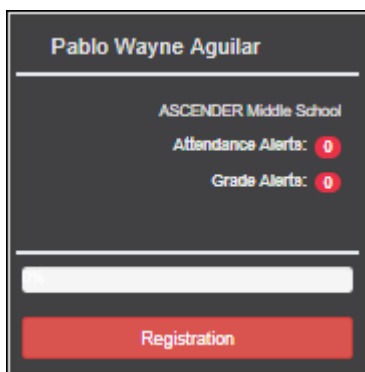 Pablo Wayne Aguilar
ASCENDER Middle School
Attendance Alerts: 0
Grade Alerts: 0
Registration